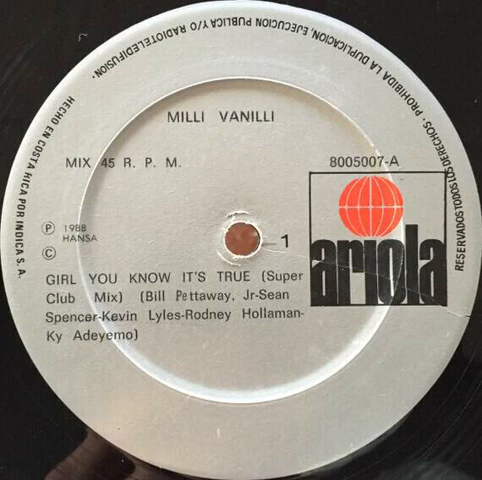 RESERVADOS TODOS LOS DERECHOS - PROHIBIDA LA DUPLICACION, EJECUCION PUBLICA Y/O RADIOTELEDIFUSION.
HECHO EN COSTA RICA POR INDICA S. A.
MILLI VANILLI
MIX 45 R. P. M.
8005007-A
Ⓟ 1988
© HANSA
1
ariola
GIRL YOU KNOW IT'S TRUE (Super
Club Mix) (Bill Pettaway, Jr-Sean
Spencer-Kevin Lyles-Rodney Hollaman-
Ky Adeyemo)